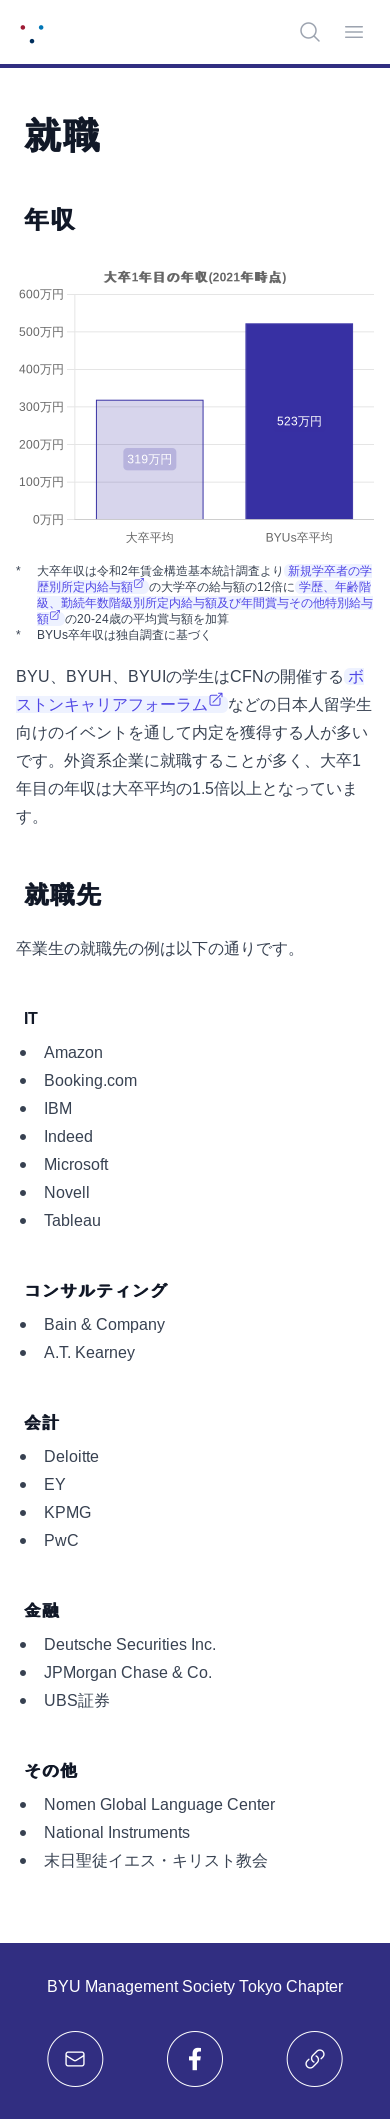 就職
年収
大卒1年目の年収(2021年時点)
600万円
500万円
400万円
300万円
200万円
100万円
0万円
319万円
523万円
大卒平均
BYUs卒平均
* 大卒年収は令和2年賃金構造基本統計調査より 新規学卒者の学
歴別所定内給与額 の大学卒の給与額の12倍に 学歴、年齢階
級、勤続年数階級別所定内給与額及び年間賞与その他特別給与
額 の20-24歳の平均賞与額を加算
* BYUs卒年収は独自調査に基づく
BYU、BYUH、BYUIの学生はCFNの開催する ボ
ストンキャリアフォーラム などの日本人留学生
向けのイベントを通して内定を獲得する人が多い
です。外資系企業に就職することが多く、大卒1
年目の年収は大卒平均の1.5倍以上となっていま
す。
就職先
卒業生の就職先の例は以下の通りです。
IT
• Amazon
• Booking.com
• IBM
• Indeed
• Microsoft
• Novell
• Tableau
コンサルティング
• Bain & Company
• A.T. Kearney
会計
• Deloitte
• EY
• KPMG
• PwC
金融
• Deutsche Securities Inc.
• JPMorgan Chase & Co.
• UBS証券
その他
• Nomen Global Language Center
• National Instruments
• 末日聖徒イエス・キリスト教会
BYU Management Society Tokyo Chapter